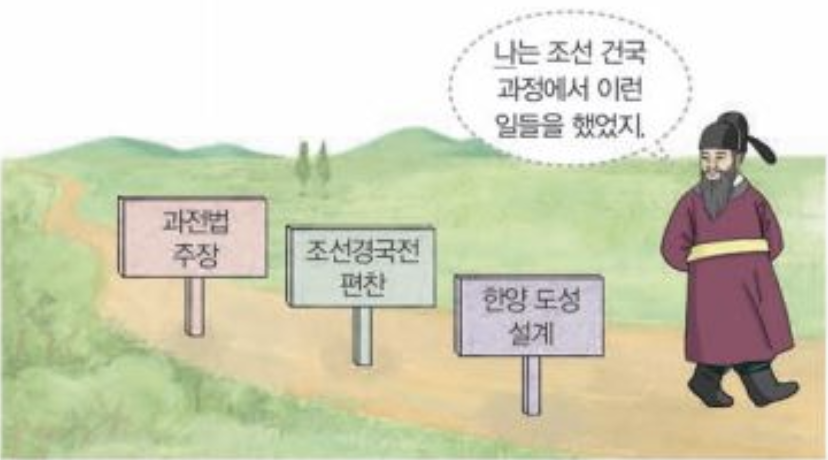 나는 조선 건국
과정에서 이런
일들을 했었지.
과전법
주장
조선경국전
편찬
한양 도성
설계